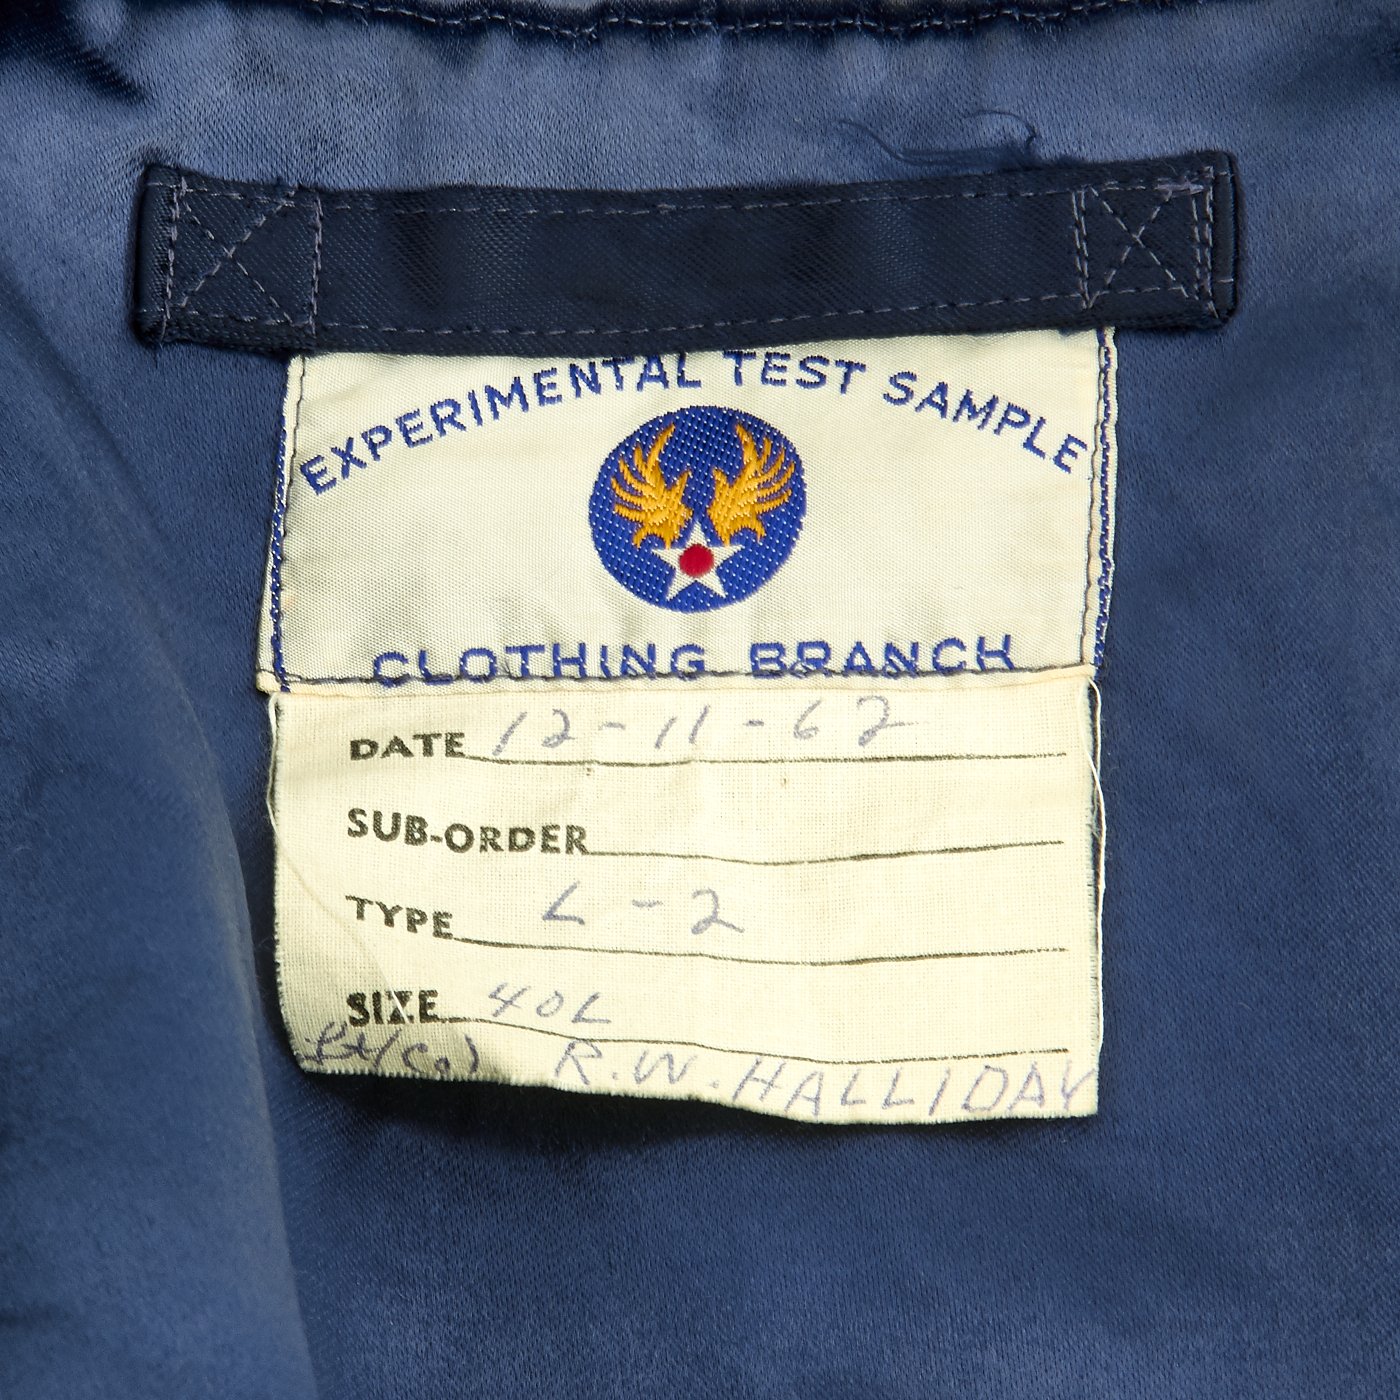 EXPERIMENTAL TEST SAMPLE
CLOTHING BRANCH
DATE 12-11-62
SUB-ORDER
TYPE L-2
SIZE 40L
R.W. HALLIDAY